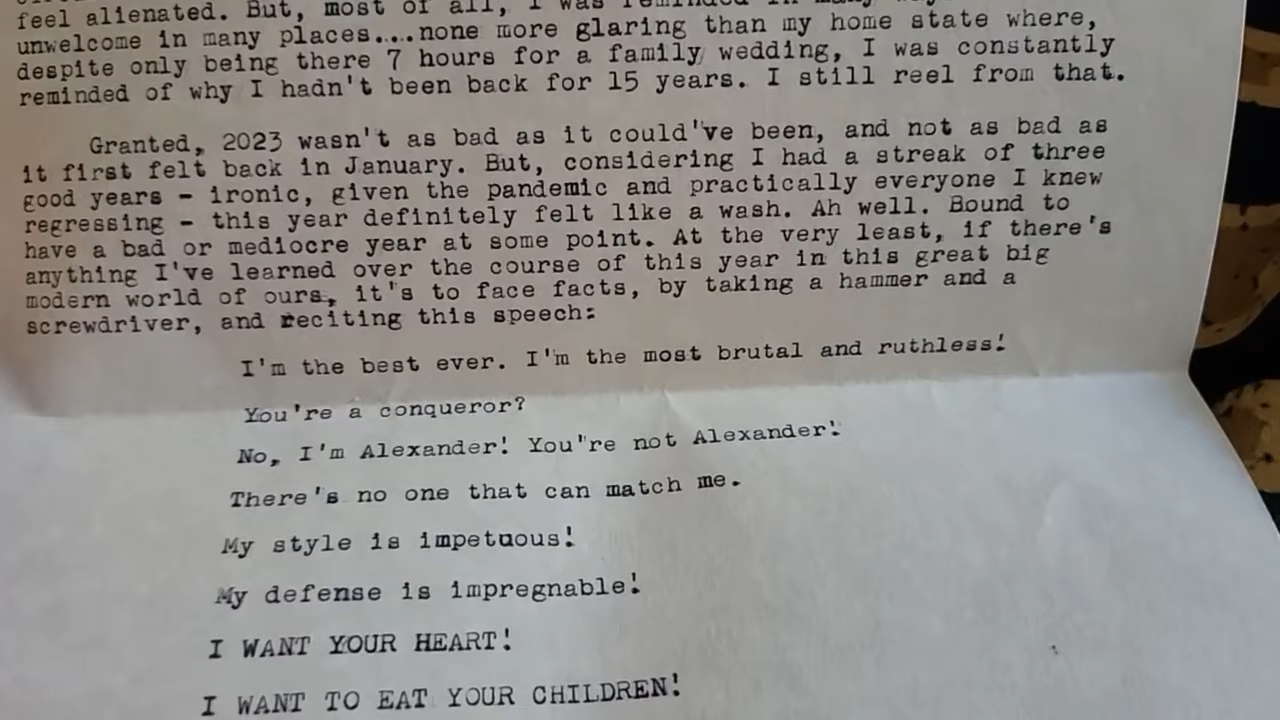 feel alienated. But, most of all, I was reminded in many
unwelcome in many places....none more glaring than my home state where,
despite only being there 7 hours for a family wedding, I was constantly
reminded of why I hadn't been back for 15 years. I still reel from that.
Granted, 2023 wasn't as bad as it could've been, and not as bad as
it first felt back in January. But, considering I had a streak of three
good years - ironic, given the pandemic and practically everyone I knew
regressing - this year definitely felt like a wash. Ah well. Bound to
have a bad or mediocre year at some point. At the very least, if there's
anything I've learned over the course of this year in this great big
modern world of ours, it's to face facts, by taking a hammer and a
screwdriver, and reciting this speech:
I'm the best ever. I'm the most brutal and ruthless!
You're a conqueror?
No, I'm Alexander! You're not Alexander!
There's no one that can match me.
My style is impetuous!
My defense is impregnable!
I WANT YOUR HEART!
I WANT TO EAT YOUR CHILDREN!